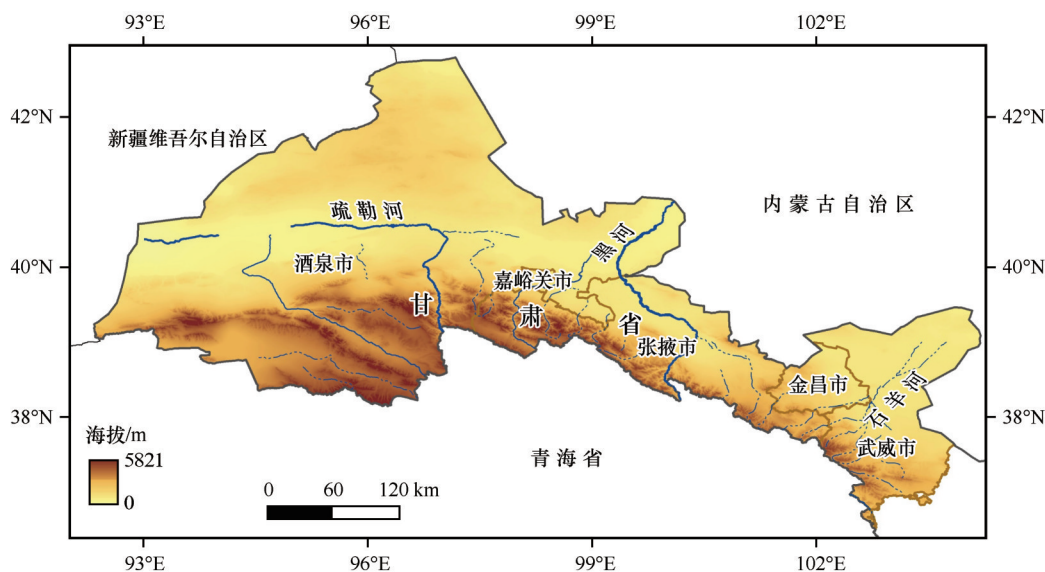 93°E 96°E 99°E 102°E
42°N 42°N
新疆维吾尔自治区
内蒙古自治区
疏勒河
黑河
酒泉市
嘉峪关市
40°N 40°N
甘肃省
张掖市
金昌市
石羊河
38°N 38°N
武威市
青海省
海拔/m
5821
0
0 60 120 km
93°E 96°E 99°E 102°E